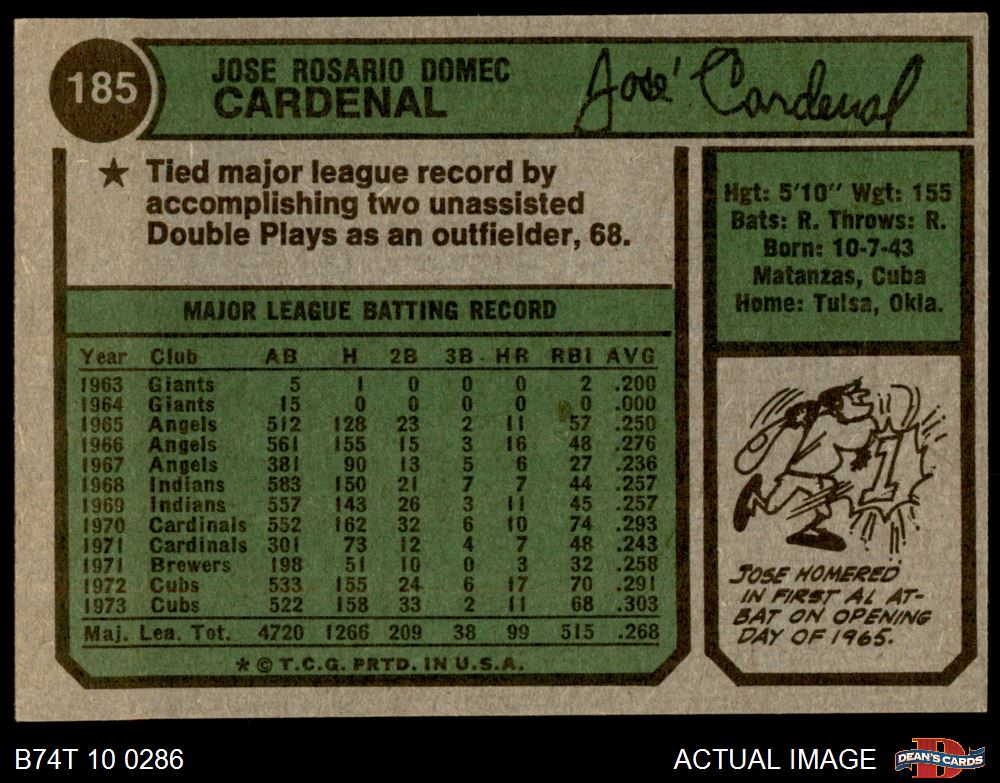 185
JOSE ROSARIO DOMEC
CARDENAL
José Cardenal
★ Tied major league record by
accomplishing two unassisted
Double Plays as an outfielder, 68.
Hgt: 5'10" Wgt: 155
Bats: R. Throws: R.
Born: 10-7-43
Matanzas, Cuba
Home: Tulsa, Okla.
MAJOR LEAGUE BATTING RECORD
Year Club AB H 2B 3B HR RBI AVG
1963 Giants 5 1 0 0 0 2 .200
1964 Giants 15 0 0 0 0 0 .000
1965 Angels 512 128 23 2 11 57 .250
1966 Angels 561 155 15 3 16 48 .276
1967 Angels 381 90 13 5 6 27 .236
1968 Indians 583 150 21 7 7 44 .257
1969 Indians 557 143 26 3 11 45 .257
1970 Cardinals 552 162 32 6 10 74 .293
1971 Cardinals 301 73 12 4 7 48 .243
1971 Brewers 198 51 10 0 3 32 .258
1972 Cubs 533 155 24 6 17 70 .291
1973 Cubs 522 158 33 2 11 68 .303
Maj. Lea. Tot. 4720 1266 209 38 99 515 .268
* © T.C.G. PRTD. IN U.S.A.
1
JOSE HOMERED
IN FIRST AL AT-
BAT ON OPENING
DAY OF 1965.
B74T 10 0286
ACTUAL IMAGE
D
DEAN'S CARDS